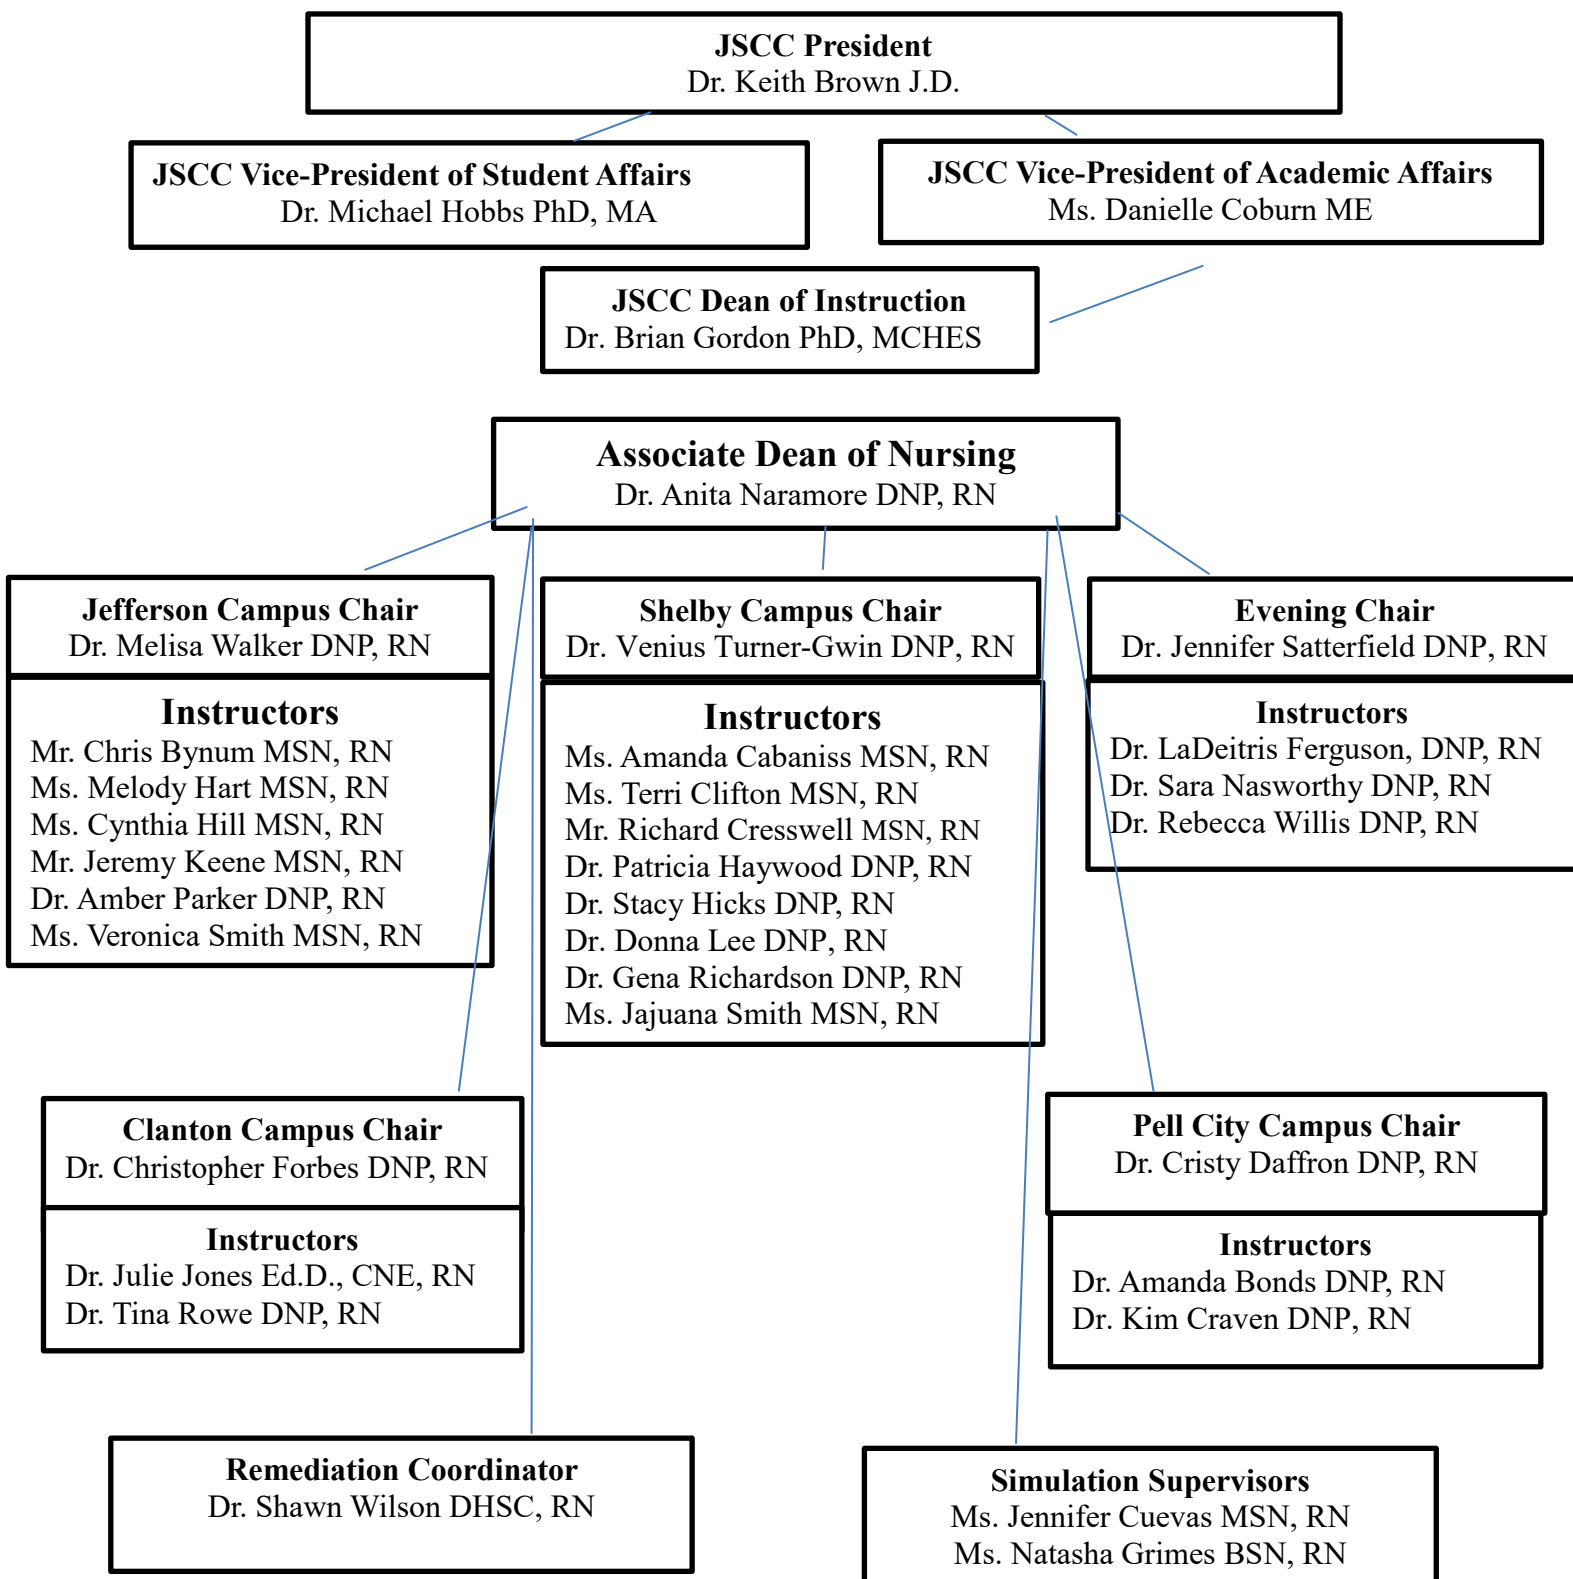 JSCC President
Dr. Keith Brown J.D.
JSCC Vice-President of Student Affairs
Dr. Michael Hobbs PhD, MA
JSCC Vice-President of Academic Affairs
Ms. Danielle Coburn ME
JSCC Dean of Instruction
Dr. Brian Gordon PhD, MCHES
Associate Dean of Nursing
Dr. Anita Naramore DNP, RN
Jefferson Campus Chair
Dr. Melisa Walker DNP, RN
Instructors
Mr. Chris Bynum MSN, RN
Ms. Melody Hart MSN, RN
Ms. Cynthia Hill MSN, RN
Mr. Jeremy Keene MSN, RN
Dr. Amber Parker DNP, RN
Ms. Veronica Smith MSN, RN
Shelby Campus Chair
Dr. Venius Turner-Gwin DNP, RN
Instructors
Ms. Amanda Cabaniss MSN, RN
Ms. Terri Clifton MSN, RN
Mr. Richard Cresswell MSN, RN
Dr. Patricia Haywood DNP, RN
Dr. Stacy Hicks DNP, RN
Dr. Donna Lee DNP, RN
Dr. Gena Richardson DNP, RN
Ms. Jajuana Smith MSN, RN
Evening Chair
Dr. Jennifer Satterfield DNP, RN
Instructors
Dr. LaDeitris Ferguson, DNP, RN
Dr. Sara Nasworthy DNP, RN
Dr. Rebecca Willis DNP, RN
Clanton Campus Chair
Dr. Christopher Forbes DNP, RN
Instructors
Dr. Julie Jones Ed.D., CNE, RN
Dr. Tina Rowe DNP, RN
Pell City Campus Chair
Dr. Cristy Daffron DNP, RN
Instructors
Dr. Amanda Bonds DNP, RN
Dr. Kim Craven DNP, RN
Remediation Coordinator
Dr. Shawn Wilson DHSC, RN
Simulation Supervisors
Ms. Jennifer Cuevas MSN, RN
Ms. Natasha Grimes BSN, RN